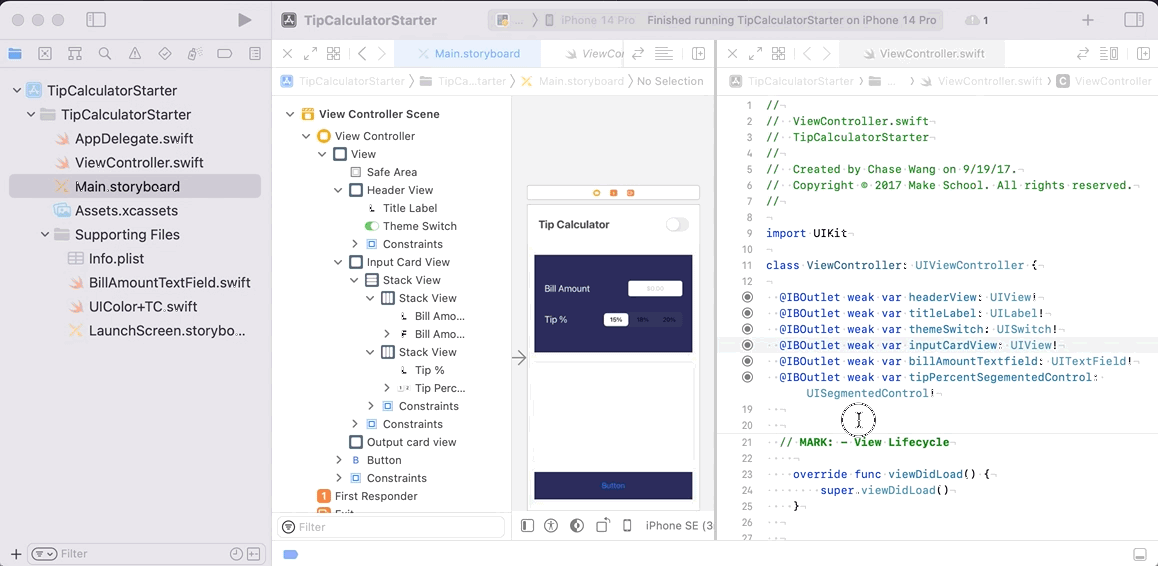 TipCalculatorStarter
iPhone 14 Pro
Finished running TipCalculatorStarter on iPhone 14 Pro
1
Main.storyboard
ViewCor
ViewController.swift
TipCalculatorStarter
TipCa...tarter
Main.storyboard
No Selection
TipCalculatorStarter
...
ViewController.swift
C ViewController
TipCalculatorStarter
TipCalculatorStarter
AppDelegate.swift
ViewController.swift
Main.storyboard
Assets.xcassets
Supporting Files
Info.plist
BillAmountTextField.swift
UIColor+TC.swift
LaunchScreen.storybo...
Filter
View Controller Scene
View Controller
View
Safe Area
Header View
L Title Label
Theme Switch
Constraints
Input Card View
Stack View
Stack View
L Bill Amo...
F Bill Amo...
Stack View
L Tip %
Tip Perc...
Constraints
Constraints
Output card view
B Button
Constraints
1 First Responder
Exit
Filter
Tip Calculator
Bill Amount
$0.00
Tip %
15% 18% 20%
Button
iPhone SE (3
1 //
2 // ViewController.swift
3 // TipCalculatorStarter
4 //
5 // Created by Chase Wang on 9/19/17.
6 // Copyright © 2017 Make School. All rights reserved.
7 //
8
9 import UIKit
10
11 class ViewController: UIViewController {
12
@IBOutlet weak var headerView: UIView!
@IBOutlet weak var titleLabel: UILabel!
@IBOutlet weak var themeSwitch: UISwitch!
@IBOutlet weak var inputCardView: UIView!
@IBOutlet weak var billAmountTextfield: UITextField!
@IBOutlet weak var tipPercentSegementedControl:
UISegmentedControl!
19
20
21 // MARK: - View Lifecycle
22
23 override func viewDidLoad() {
24 super.viewDidLoad()
25 }
26
27